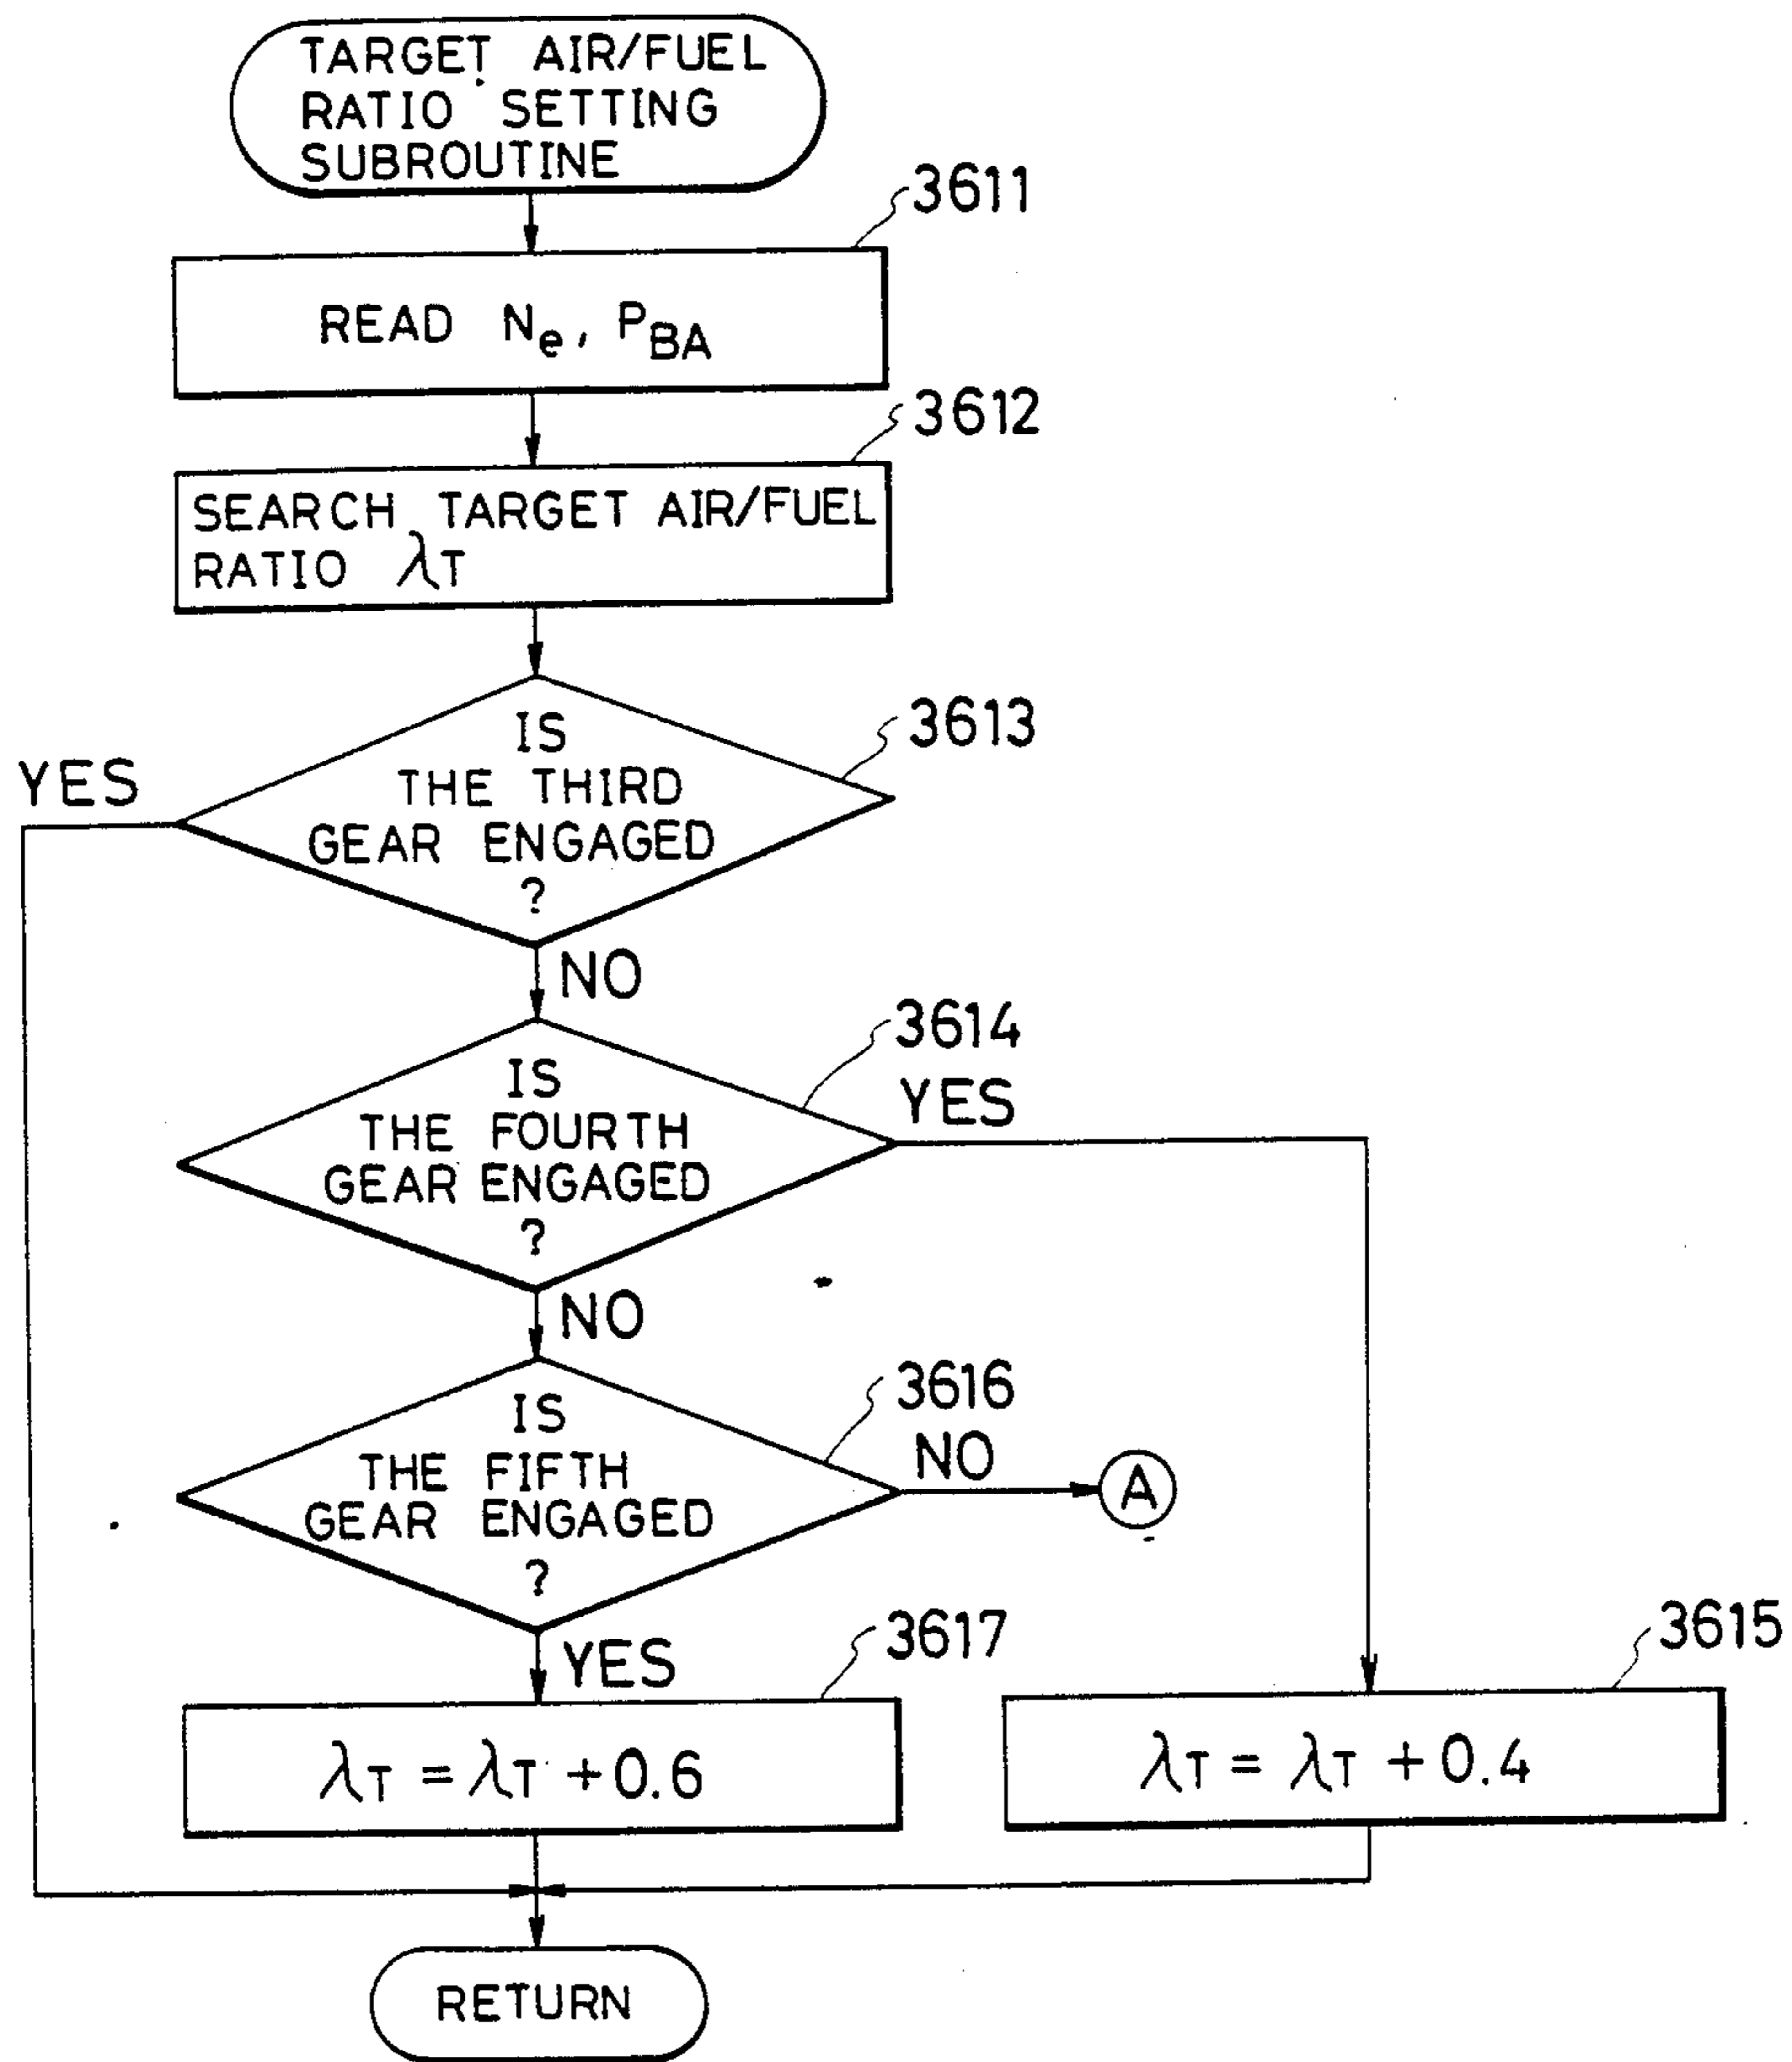 TARGET AIR/FUEL
RATIO SETTING
SUBROUTINE
3611
READ Ne, PBA
3612
SEARCH TARGET AIR/FUEL
RATIO λT
3613
IS
THE THIRD
GEAR ENGAGED
?
YES
NO
3614
IS
THE FOURTH
GEAR ENGAGED
?
YES
NO
3616
IS
THE FIFTH
GEAR ENGAGED
?
NO
A
YES
3617
λT = λT + 0.6
3615
λT = λT + 0.4
RETURN